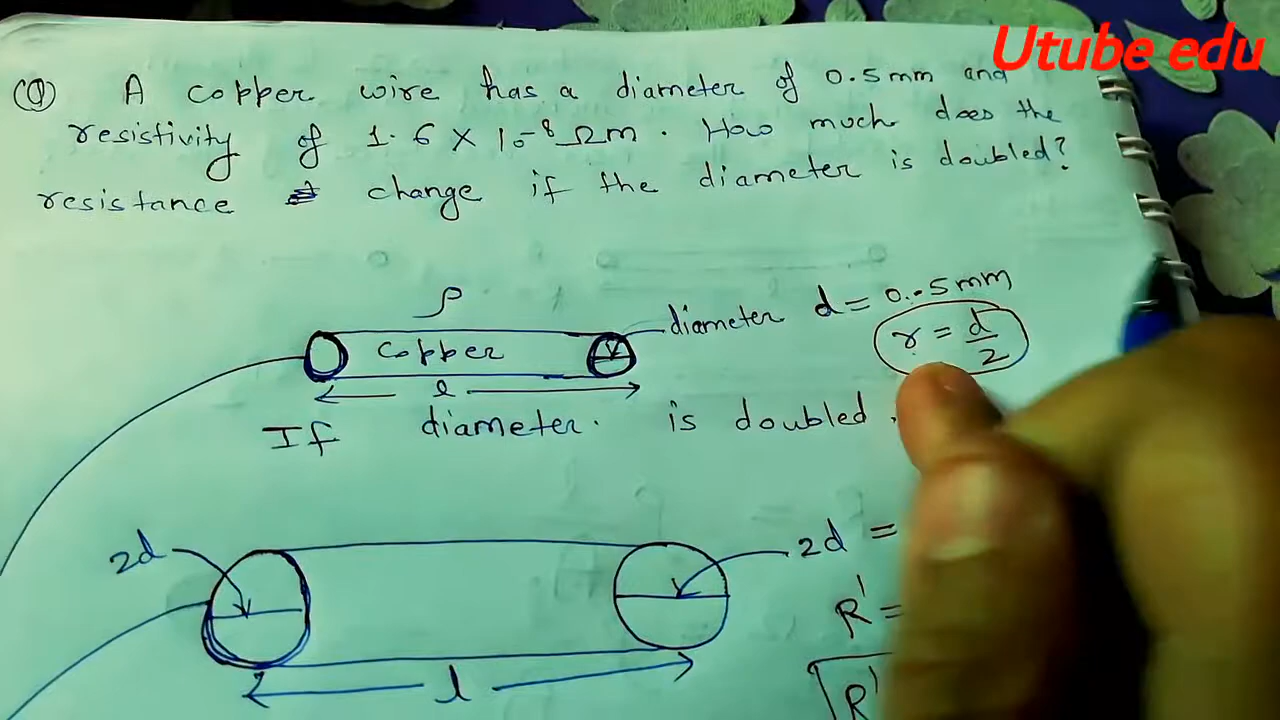 Utube edu
(Q) A copper wire has a diameter of 0.5mm and
resistivity of 1.6 × 10⁻⁸ Ωm. How much does the
resistance change if the diameter is doubled?
ρ
copper
diameter d = 0.5mm
r = d/2
l
If diameter. is doubled.
2d
2d =
R' =
R'
l